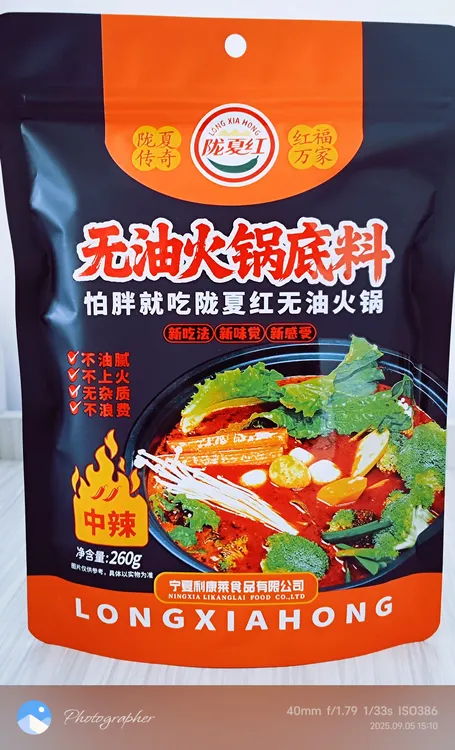 LONG XIA HONG
陇夏红
陇夏
传奇
红福
万家
无油火锅底料
怕胖就吃陇夏红无油火锅
新吃法 新味觉 新感受
不油腻
不上火
无杂质
不浪费
中辣
净含量:260g
图片仅供参考,具体以实物为准
宁夏利康莱食品有限公司
NINGXIA LIKANGLAI FOOD CO.,LTD
LONGXIAHONG
Photographer
40mm f/1.79 1/33s ISO386
2025.09.05 15:10